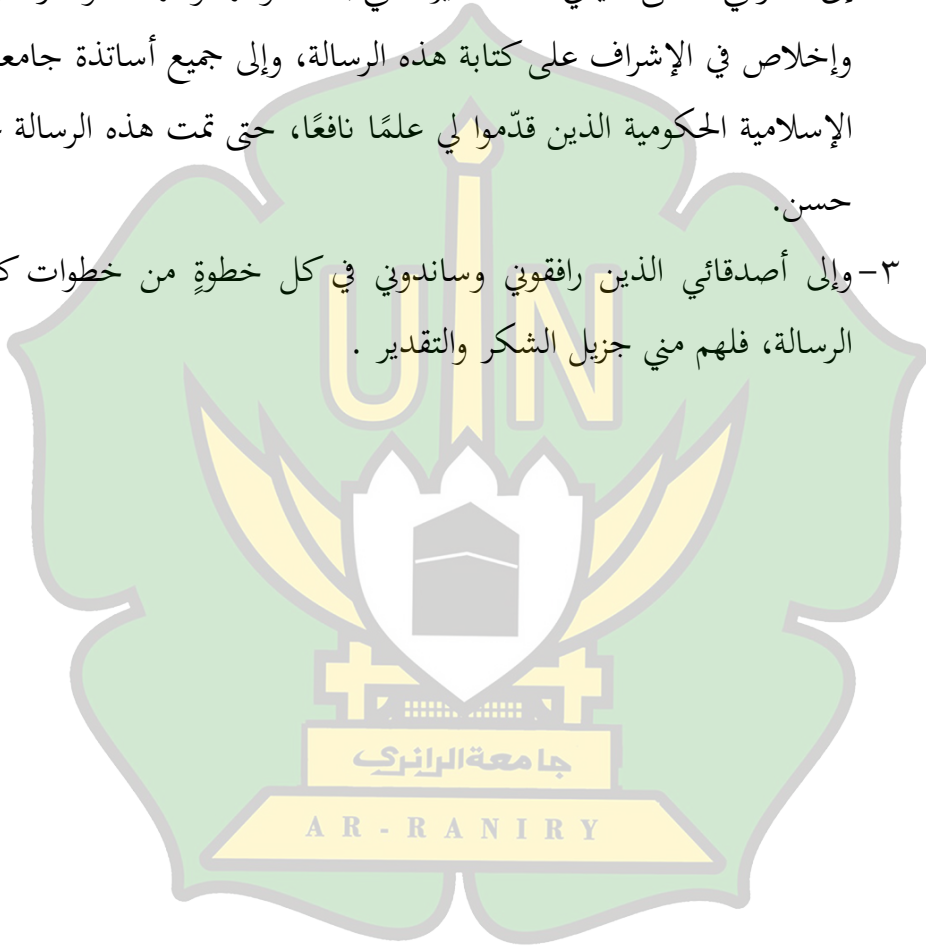 وإخلاص في الإشراف على كتابة هذه الرسالة، وإلى جميع أساتذة
الإسلامية الحكومية الذين قدّموا لي علمًا نافعًا، حتى تمت هذه الرسالة
حسن.
٣- وإلى أصدقائي الذين رافقوني وساندوني في كل خطوةٍ من خطوات
الرسالة، فلهم مني جزيل الشكر والتقدير .
UIN
جامعة الرانري
AR-RANIRY